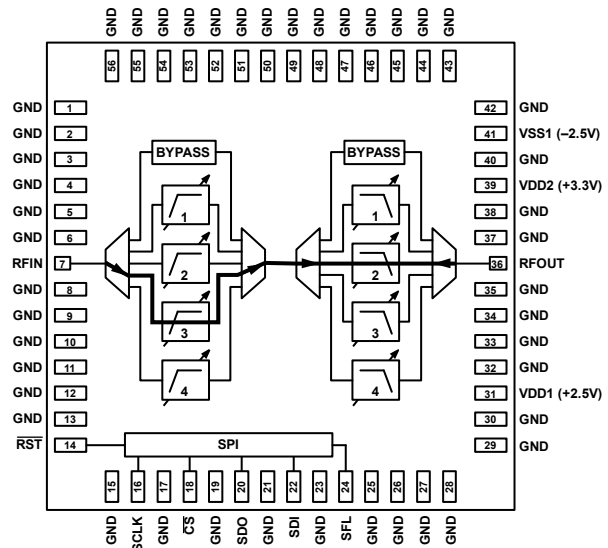 GND GND GND GND GND GND GND GND GND GND GND GND GND GND
56 55 54 53 52 51 50 49 48 47 46 45 44 43
GND 1
GND 2
GND 3
GND 4
GND 5
GND 6
RFIN 7
GND 8
GND 9
GND 10
GND 11
GND 12
GND 13
RST 14
BYPASS
1
2
3
4
BYPASS
1
2
3
4
42 GND
41 VSS1 (–2.5V)
40 GND
39 VDD2 (+3.3V)
38 GND
37 GND
36 RFOUT
35 GND
34 GND
33 GND
32 GND
31 VDD1 (+2.5V)
30 GND
29 GND
SPI
15 16 17 18 19 20 21 22 23 24 25 26 27 28
GND SCLK GND CS GND SDO GND SDI GND SFL GND GND GND GND